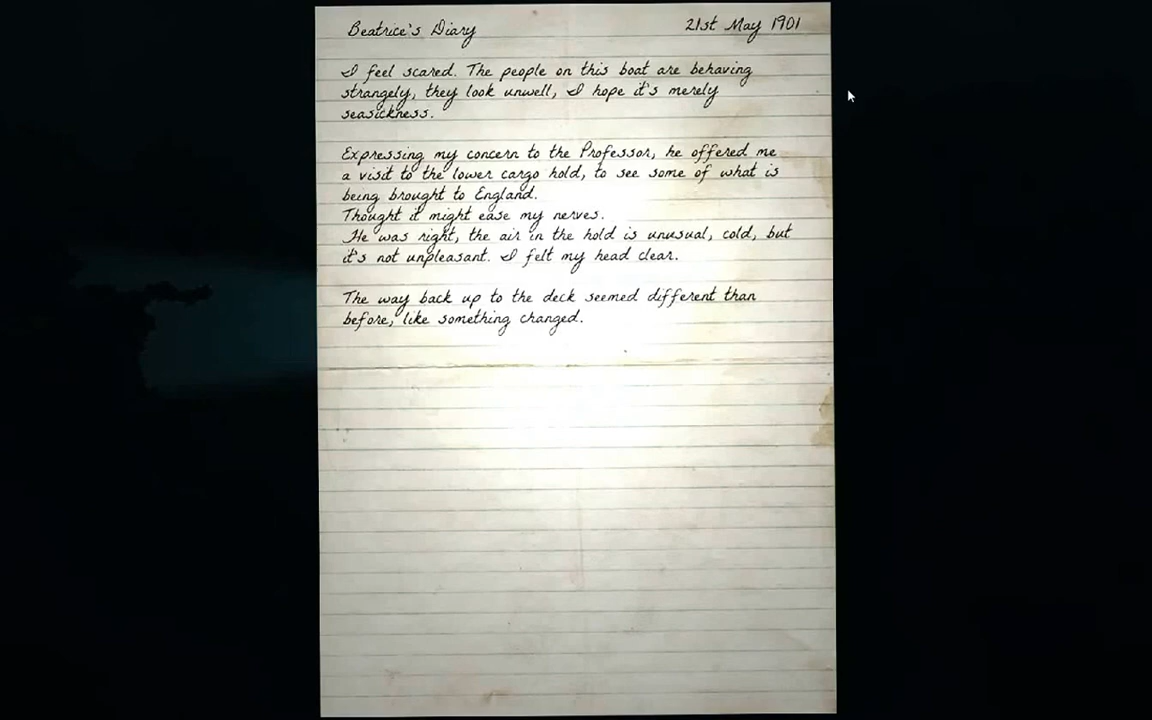 Beatrice's Diary 21st May 1901
I feel scared. The people on this boat are behaving
strangely, they look unwell, I hope it's merely
seasickness.
Expressing my concern to the Professor, he offered me
a visit to the lower cargo hold, to see some of what is
being brought to England.
Thought it might ease my nerves.
He was right, the air in the hold is unusual, cold, but
it's not unpleasant. I felt my head clear.
The way back up to the deck seemed different than
before, like something changed.